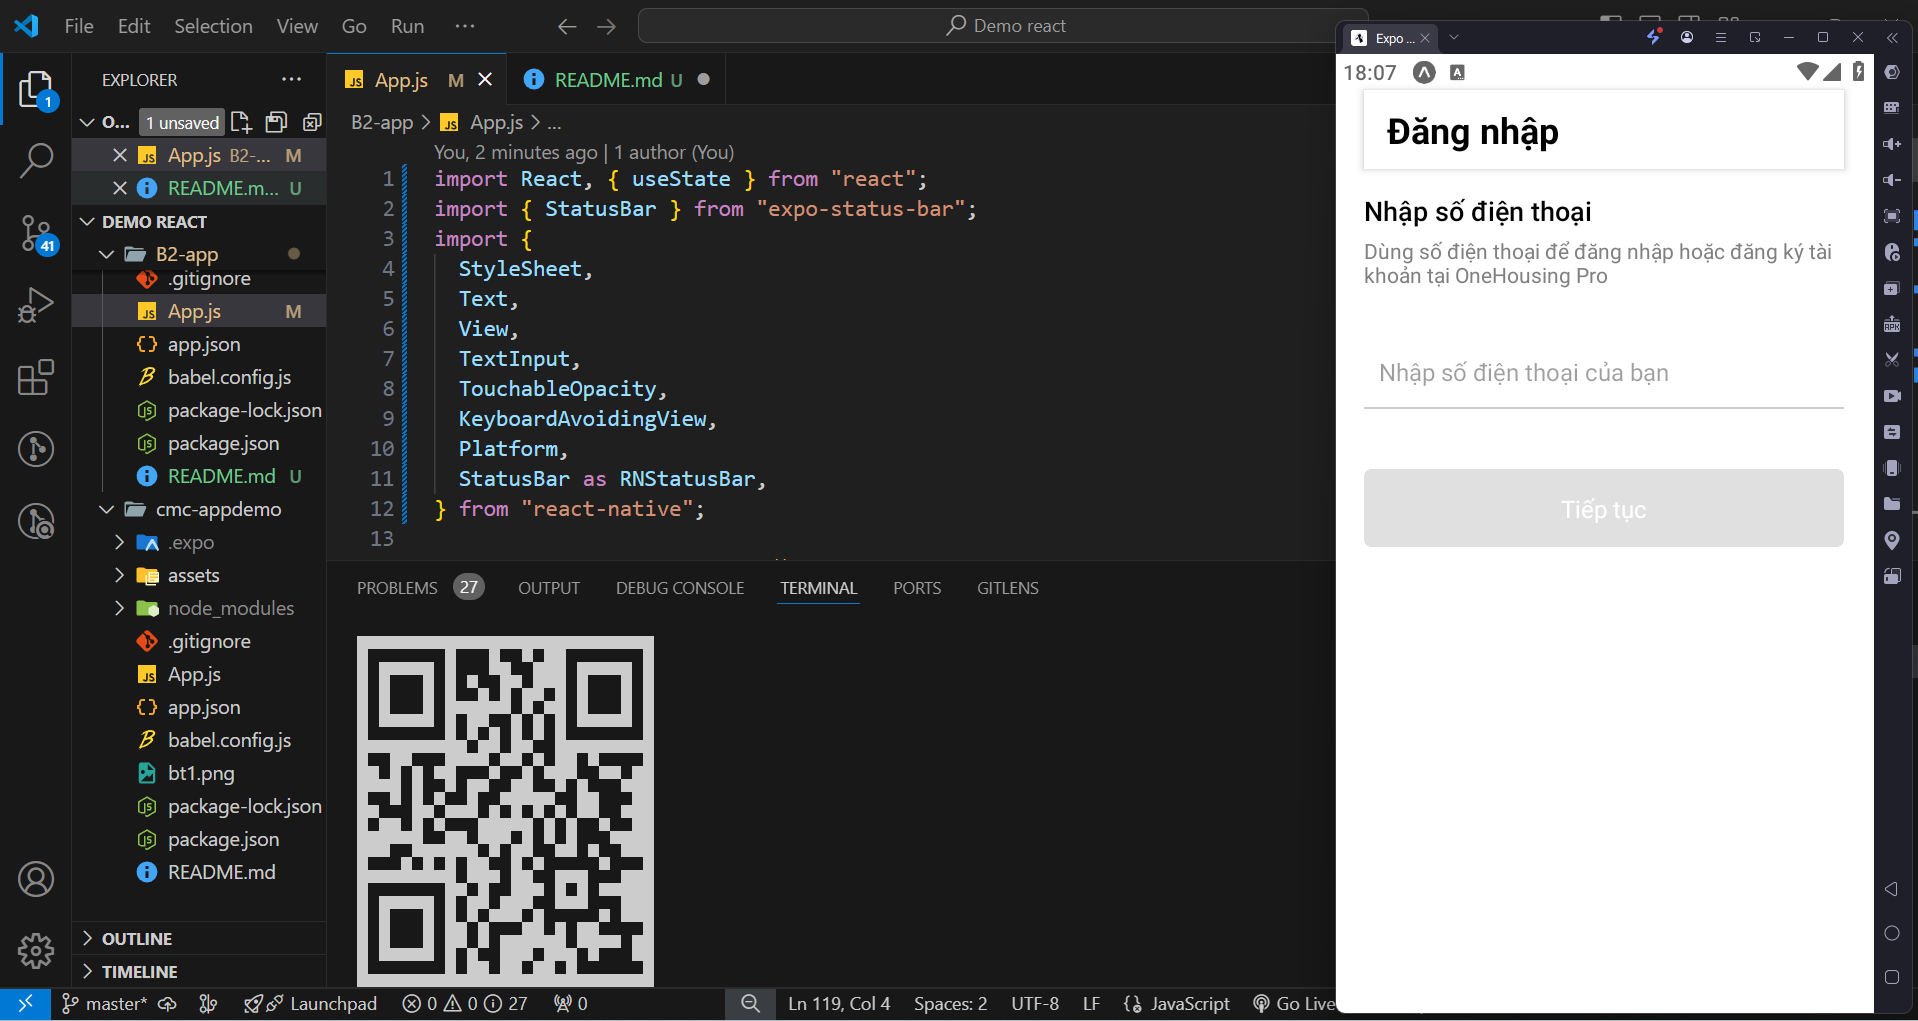 File Edit Selection View Go Run ···
Demo react
EXPLORER
O... 1 unsaved
App.js B2-... M
README.m... U
DEMO REACT
B2-app
.gitignore
App.js M
app.json
babel.config.js
package-lock.json
package.json
README.md U
cmc-appdemo
.expo
assets
node_modules
.gitignore
App.js
app.json
babel.config.js
bt1.png
package-lock.json
package.json
README.md
OUTLINE
TIMELINE
1
41
App.js M
README.md U
B2-app > App.js > ...
You, 2 minutes ago | 1 author (You)
1 import React, { useState } from "react";
2 import { StatusBar } from "expo-status-bar";
3 import {
4 StyleSheet,
5 Text,
6 View,
7 TextInput,
8 TouchableOpacity,
9 KeyboardAvoidingView,
10 Platform,
11 StatusBar as RNStatusBar,
12 } from "react-native";
13
PROBLEMS 27 OUTPUT DEBUG CONSOLE TERMINAL PORTS GITLENS
master* Launchpad 0 0 27 0 Ln 119, Col 4 Spaces: 2 UTF-8 LF JavaScript Go Live
Expo ...
18:07
Đăng nhập
Nhập số điện thoại
Dùng số điện thoại để đăng nhập hoặc đăng ký tài
khoản tại OneHousing Pro
Nhập số điện thoại của bạn
Tiếp tục